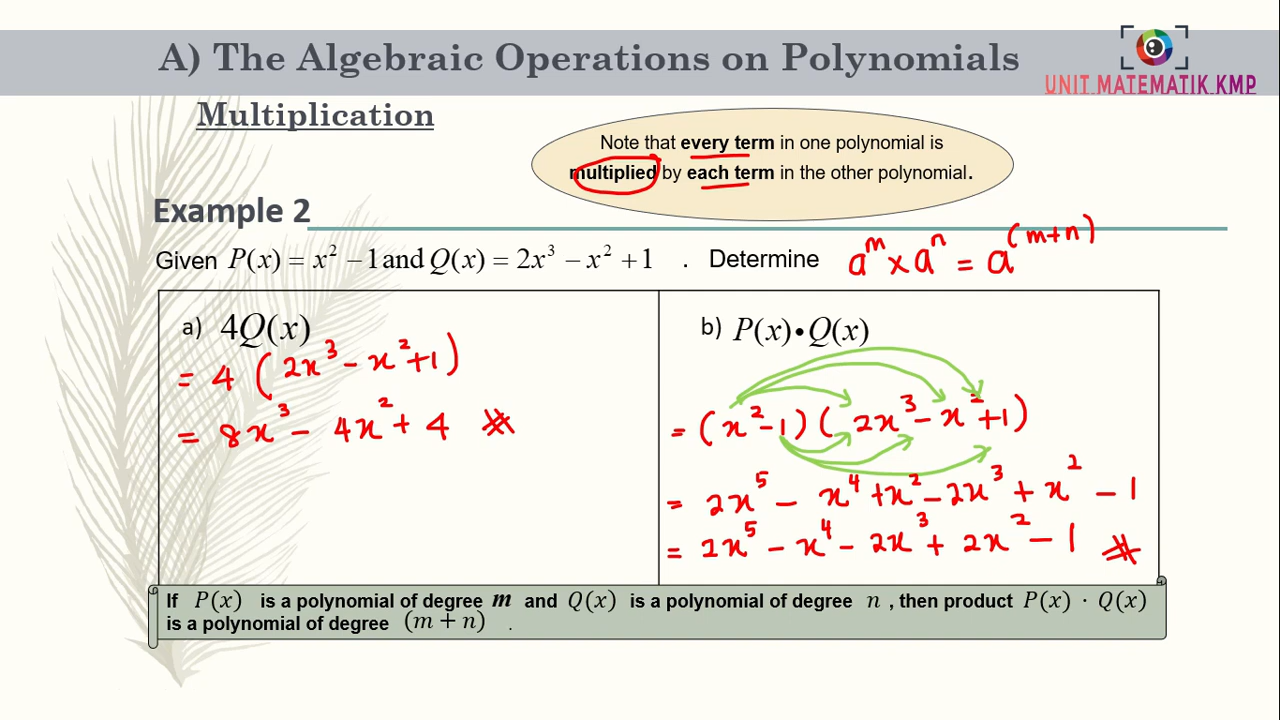 A) The Algebraic Operations on Polynomials
UNIT MATEMATIK KMP
Multiplication
Note that every term in one polynomial is
multiplied by each term in the other polynomial.
Example 2
Given P(x) = x² − 1 and Q(x) = 2x³ − x² + 1 . Determine
aᵐ × aⁿ = a⁽ᵐ⁺ⁿ⁾
a) 4Q(x)
= 4 (2x³ − x² + 1)
= 8x³ − 4x² + 4
b) P(x)•Q(x)
= (x² − 1)(2x³ − x² + 1)
= 2x⁵ − x⁴ + x² − 2x³ + x² − 1
= 2x⁵ − x⁴ − 2x³ + 2x² − 1
If P(x) is a polynomial of degree m and Q(x) is a polynomial of degree n , then product P(x) · Q(x)
is a polynomial of degree (m + n) .